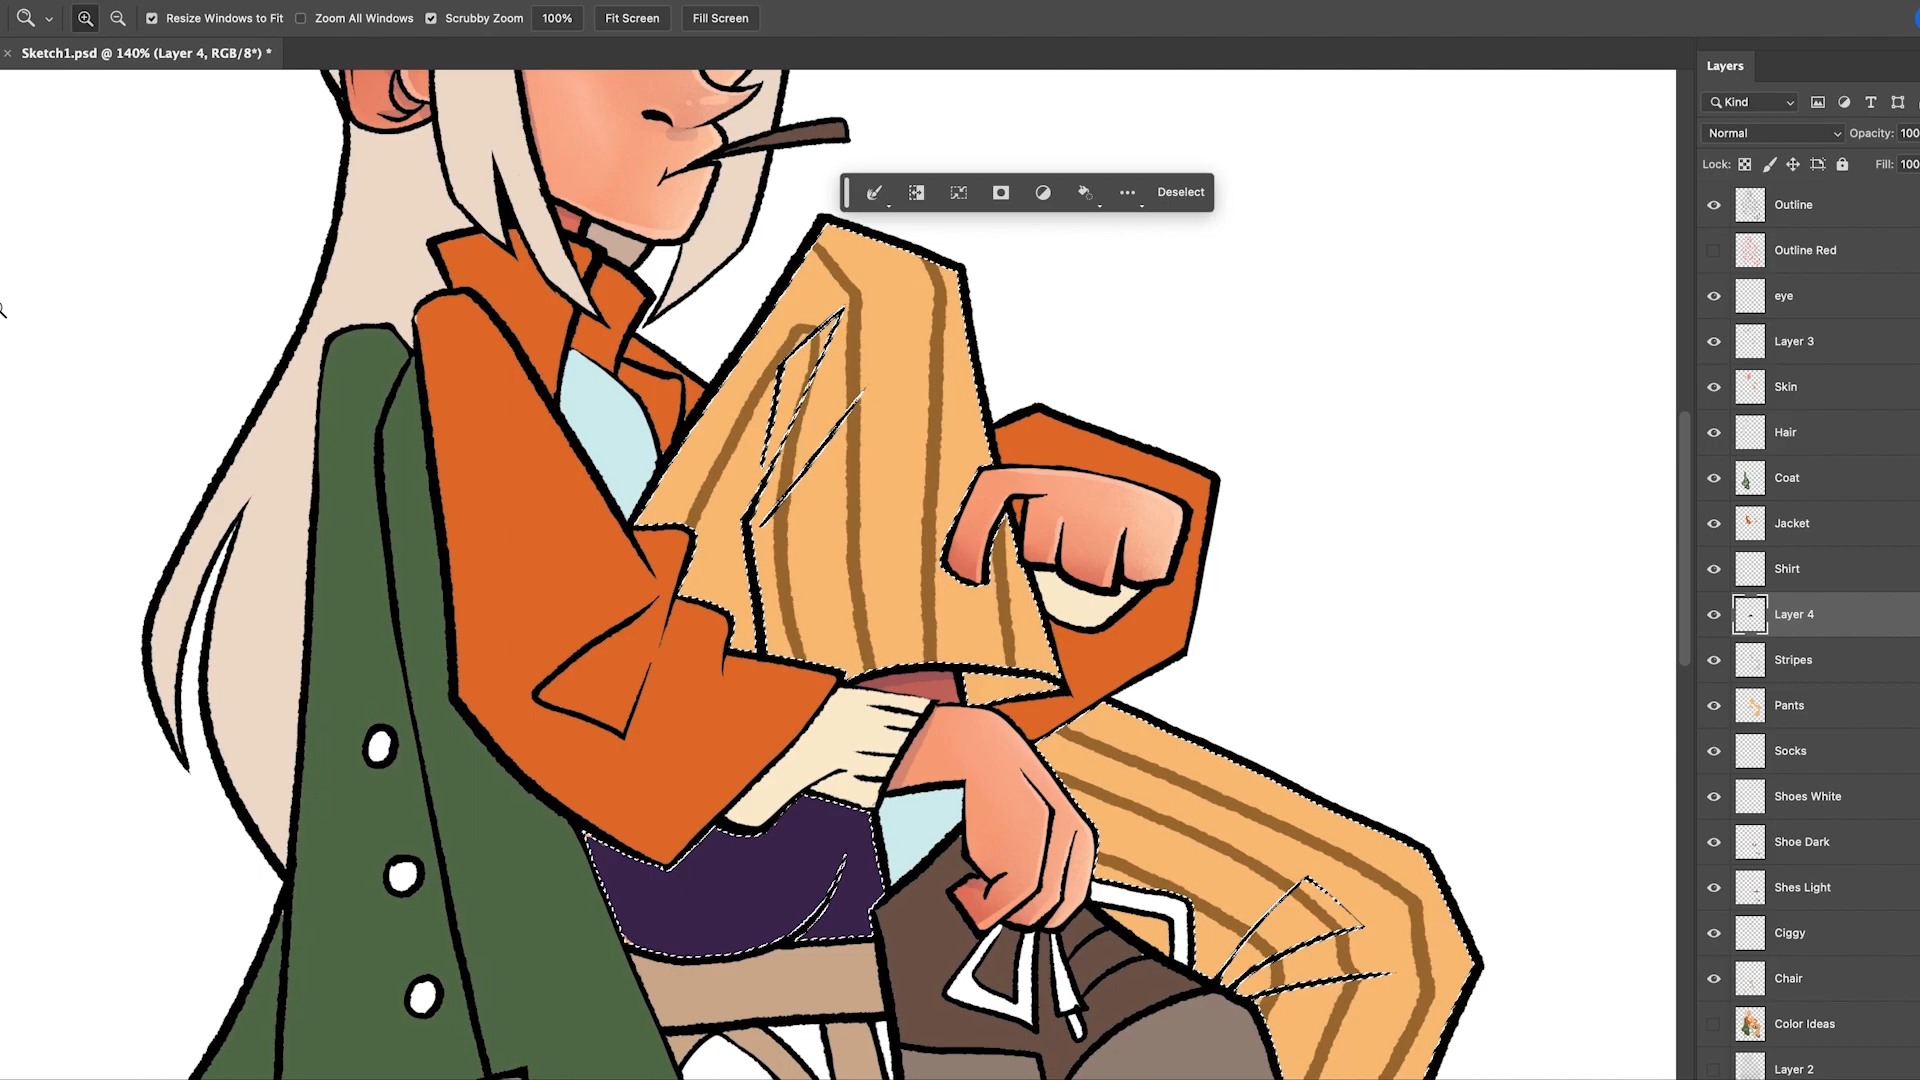 Resize Windows to Fit Zoom All Windows Scrubby Zoom 100% Fit Screen Fill Screen
Sketch1.psd @ 140% (Layer 4, RGB/8*) *
Layers
Kind
Normal Opacity: 100
Lock: Fill: 100
Deselect
Outline
Outline Red
eye
Layer 3
Skin
Hair
Coat
Jacket
Shirt
Layer 4
Stripes
Pants
Socks
Shoes White
Shoe Dark
Shes Light
Ciggy
Chair
Color Ideas
Layer 2